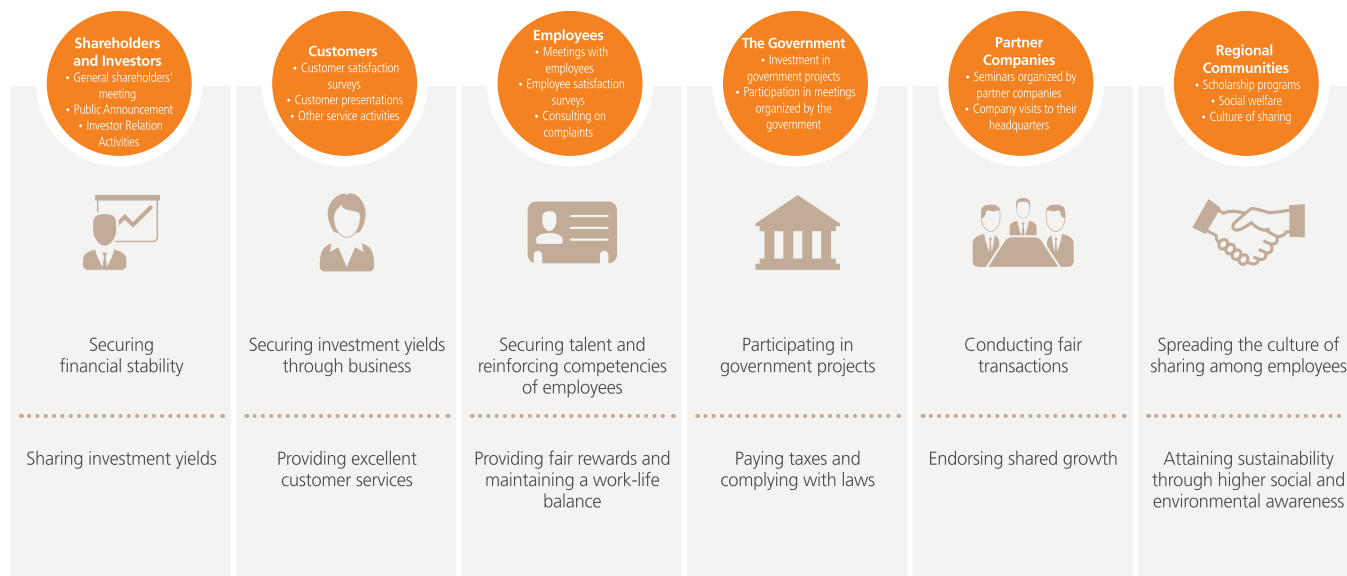 Shareholders
and Investors
• General shareholders'
meeting
• Public Announcement
• Investor Relation
Activities
Securing
financial stability
Sharing investment yields
Customers
• Customer satisfaction
surveys
• Customer presentations
• Other service activities
Securing investment yields
through business
Providing excellent
customer services
Employees
• Meetings with
employees
• Employee satisfaction
surveys
• Consulting on
complaints
Securing talent and
reinforcing competencies
of employees
Providing fair rewards and
maintaining a work-life
balance
The Government
• Investment in
government projects
• Participation in meetings
organized by the
government
Participating in
government projects
Paying taxes and
complying with laws
Partner
Companies
• Seminars organized by
partner companies
• Company visits to their
headquarters
Conducting fair
transactions
Endorsing shared growth
Regional
Communities
• Scholarship programs
• Social welfare
• Culture of sharing
Spreading the culture of
sharing among employees
Attaining sustainability
through higher social and
environmental awareness